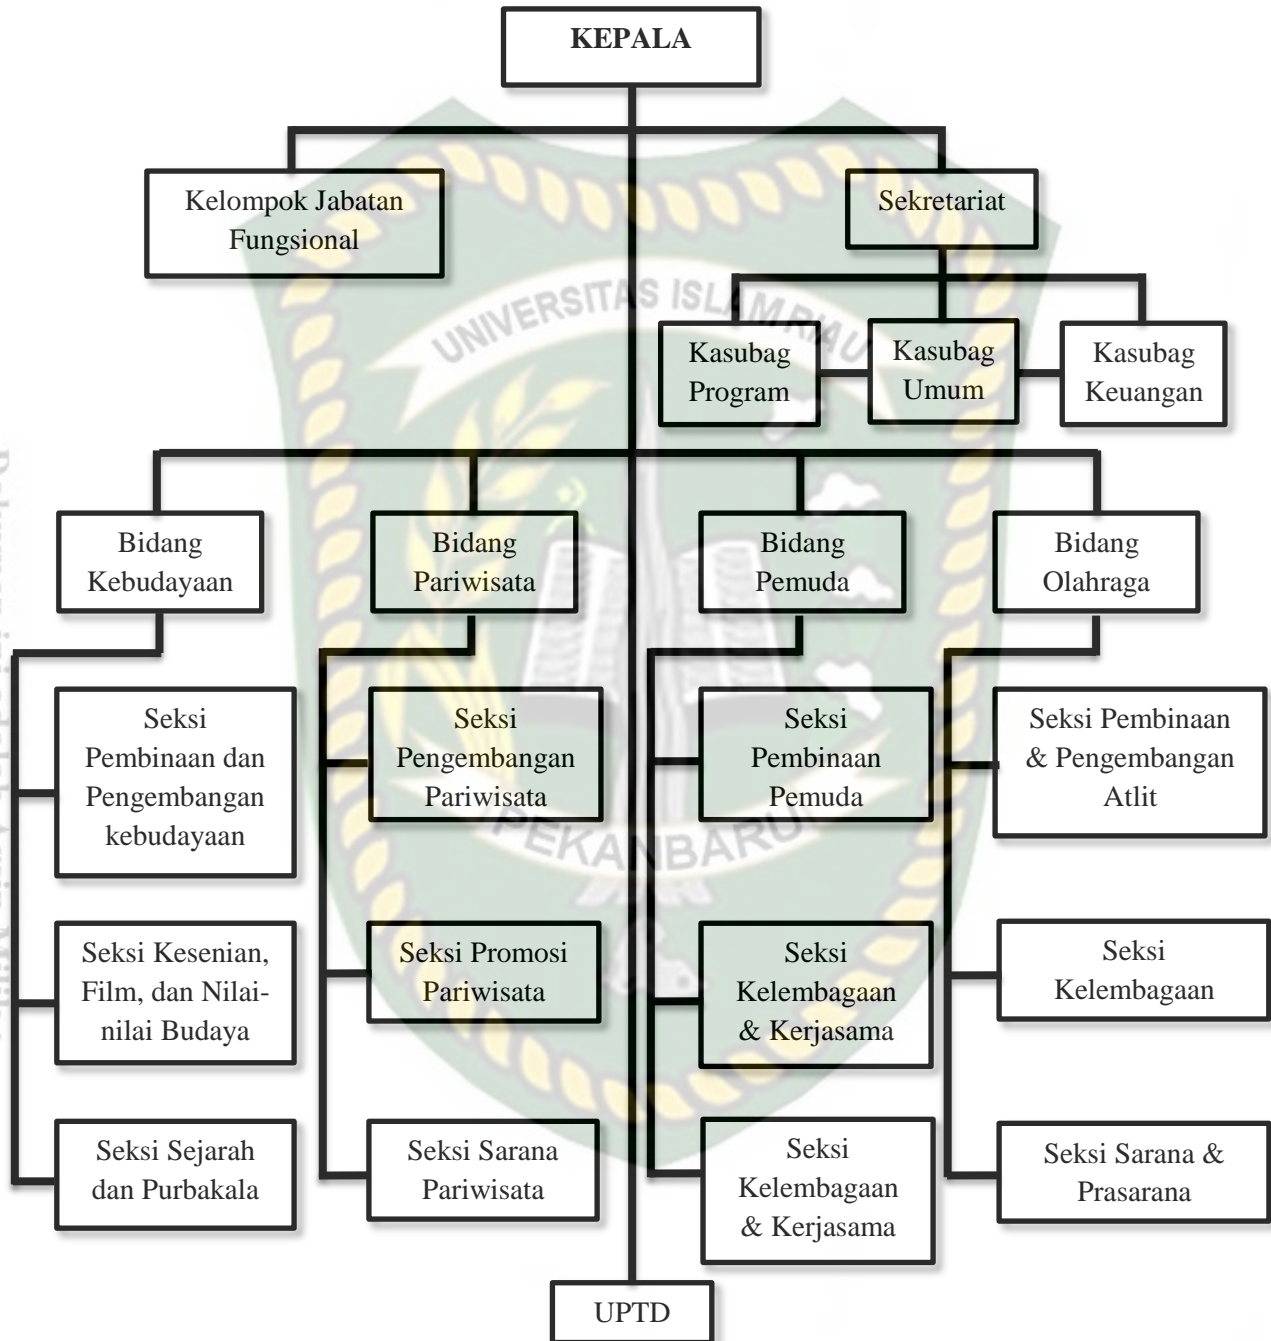 KEPALA
Kelompok Jabatan
Fungsional
Sekretariat
UNIVERSITAS ISLAM RIAU
Kasubag
Program
Kasubag
Umum
Kasubag
Keuangan
Bidang
Kebudayaan
Bidang
Pariwisata
Bidang
Pemuda
Bidang
Olahraga
Seksi
Pembinaan dan
Pengembangan
kebudayaan
Seksi
Pengembangan
Pariwisata
Seksi
Pembinaan
Pemuda
Seksi Pembinaan
& Pengembangan
Atlit
PEKANBARU
Seksi Kesenian,
Film, dan Nilai-
nilai Budaya
Seksi Promosi
Pariwisata
Seksi
Kelembagaan
& Kerjasama
Seksi
Kelembagaan
Seksi Sejarah
dan Purbakala
Seksi Sarana
Pariwisata
Seksi
Kelembagaan
& Kerjasama
Seksi Sarana &
Prasarana
UPTD